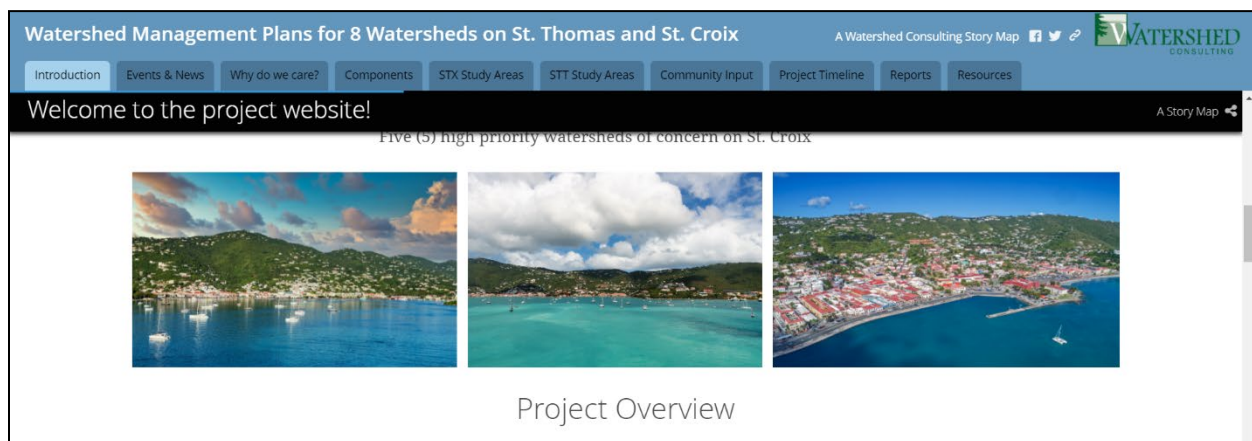 Watershed Management Plans for 8 Watersheds on St. Thomas and St. Croix
A Watershed Consulting Story Map
WATERSHED
CONSULTING
Introduction
Events & News
Why do we care?
Components
STX Study Areas
STT Study Areas
Community Input
Project Timeline
Reports
Resources
Welcome to the project website!
A Story Map
Five (5) high priority watersheds of concern on St. Croix
Project Overview